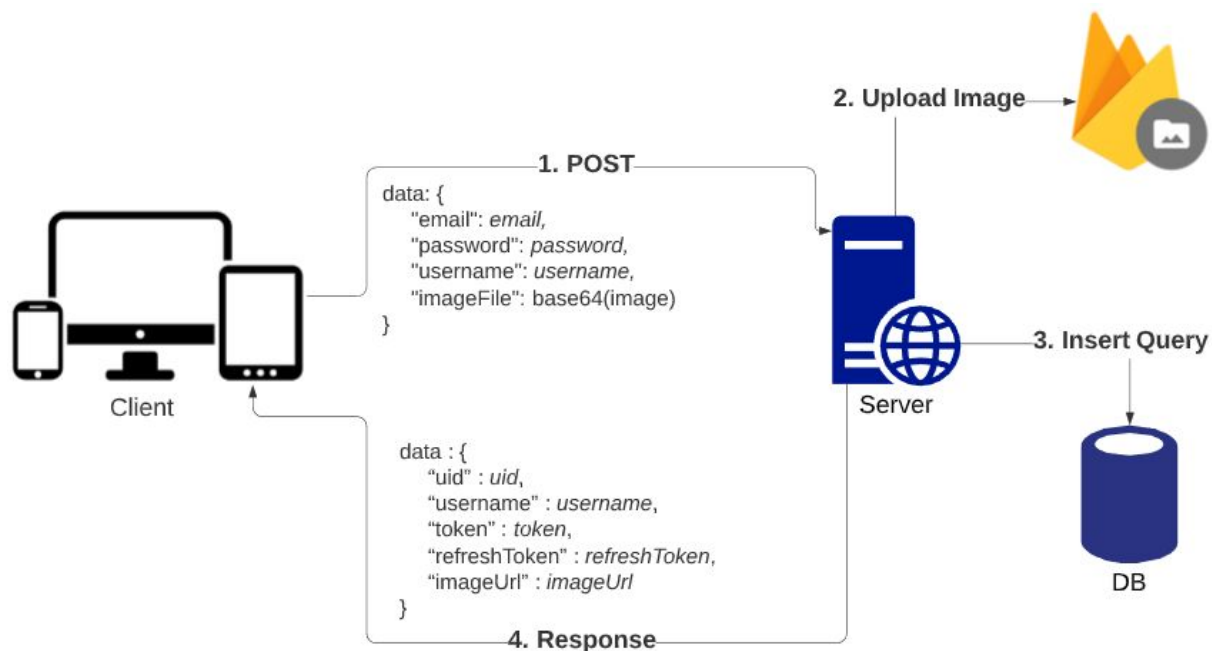 2. Upload Image
1. POST
data: {
"email": email,
"password": password,
"username": username,
"imageFile": base64(image)
}
3. Insert Query
Client
Server
data : {
“uid” : uid,
“username” : username,
“token” : token,
“refreshToken” : refreshToken,
“imageUrl” : imageUrl
}
DB
4. Response